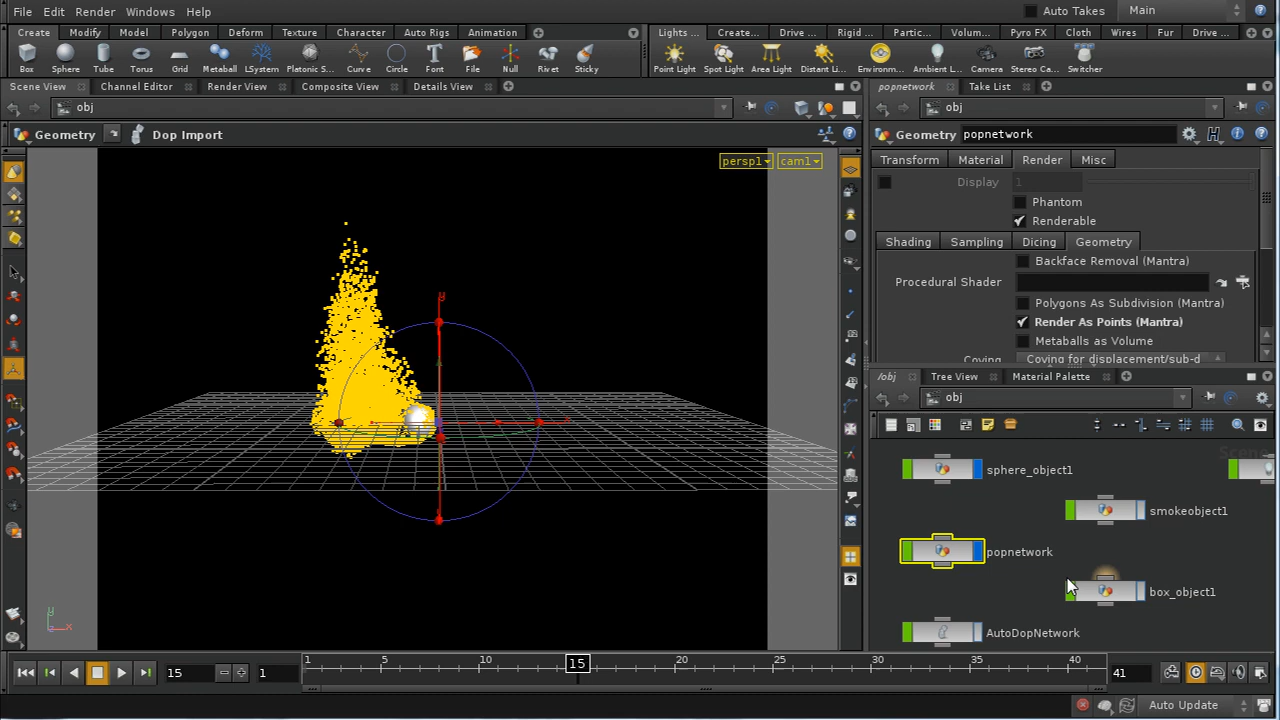 File Edit Render Windows Help Auto Takes Main
Create Modify Model Polygon Deform Texture Character Auto Rigs Animation Lights ... Create... Drive ... Rigid ... Partic... Volum... Pyro FX Cloth Wires Fur Drive ...
Box Sphere Tube Torus Grid Metaball LSystem Platonic S... Curve Circle Font File Null Rivet Sticky Point Light Spot Light Area Light Distant Li... Environm... Ambient L... Camera Stereo Ca... Switcher
Scene View Channel Editor Render View Composite View Details View popnetwork Take List
obj obj
Geometry Dop Import Geometry popnetwork
persp1 cam1
Transform Material Render Misc
Display 1
Phantom
Renderable
Shading Sampling Dicing Geometry
Backface Removal (Mantra)
Procedural Shader
Polygons As Subdivision (Mantra)
Render As Points (Mantra)
Metaballs as Volume
Coving Coving for displacement/sub-d
/obj Tree View Material Palette
obj
sphere_object1
smokeobject1
popnetwork
box_object1
AutoDopNetwork
y
x
y
x
15 1 1 5 10 15 20 25 30 35 40 41
Auto Update